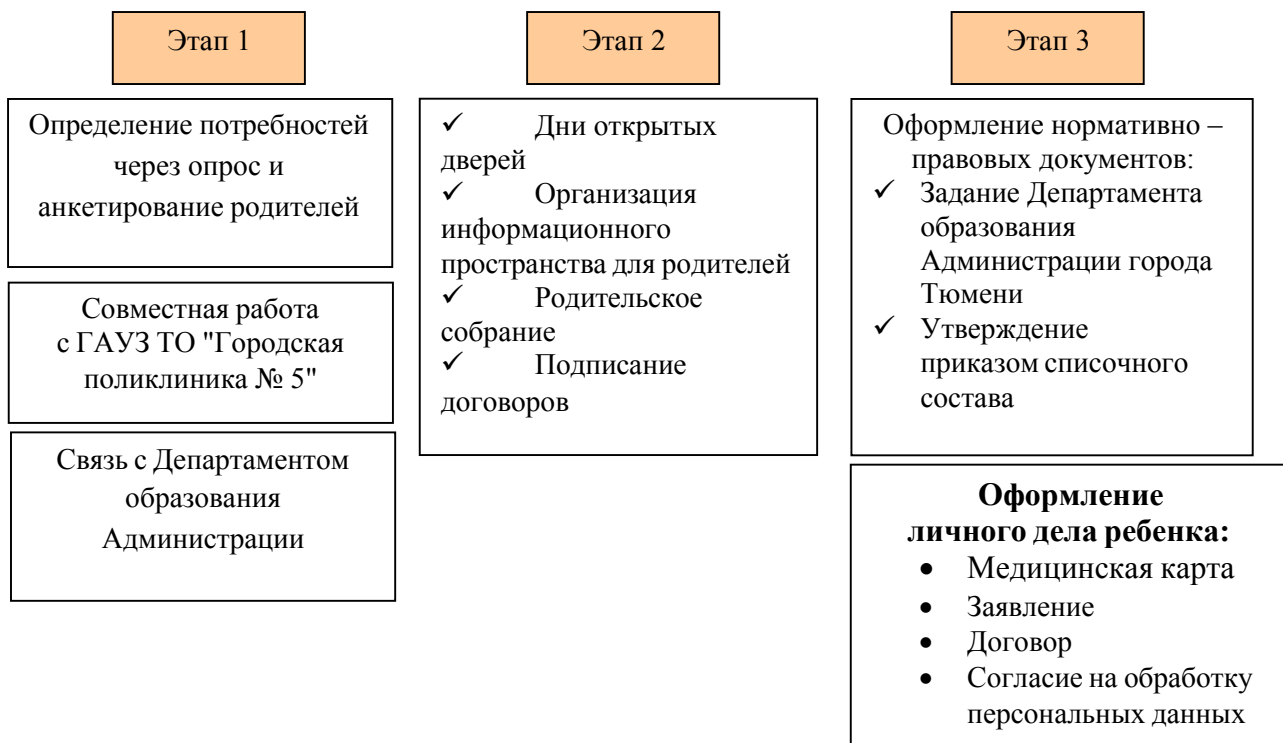 Этап 1
Определение потребностей
через опрос и
анкетирование родителей
Совместная работа
с ГАУЗ ТО "Городская
поликлиника № 5"
Связь с Департаментом
образования
Администрации
Этап 2
✓ Дни открытых
дверей
✓ Организация
информационного
пространства для родителей
✓ Родительское
собрание
✓ Подписание
договоров
Этап 3
Оформление нормативно –
правовых документов:
✓ Задание Департамента
образования
Администрации города
Тюмени
✓ Утверждение
приказом списочного
состава
Оформление
личного дела ребенка:
• Медицинская карта
• Заявление
• Договор
• Согласие на обработку
персональных данных